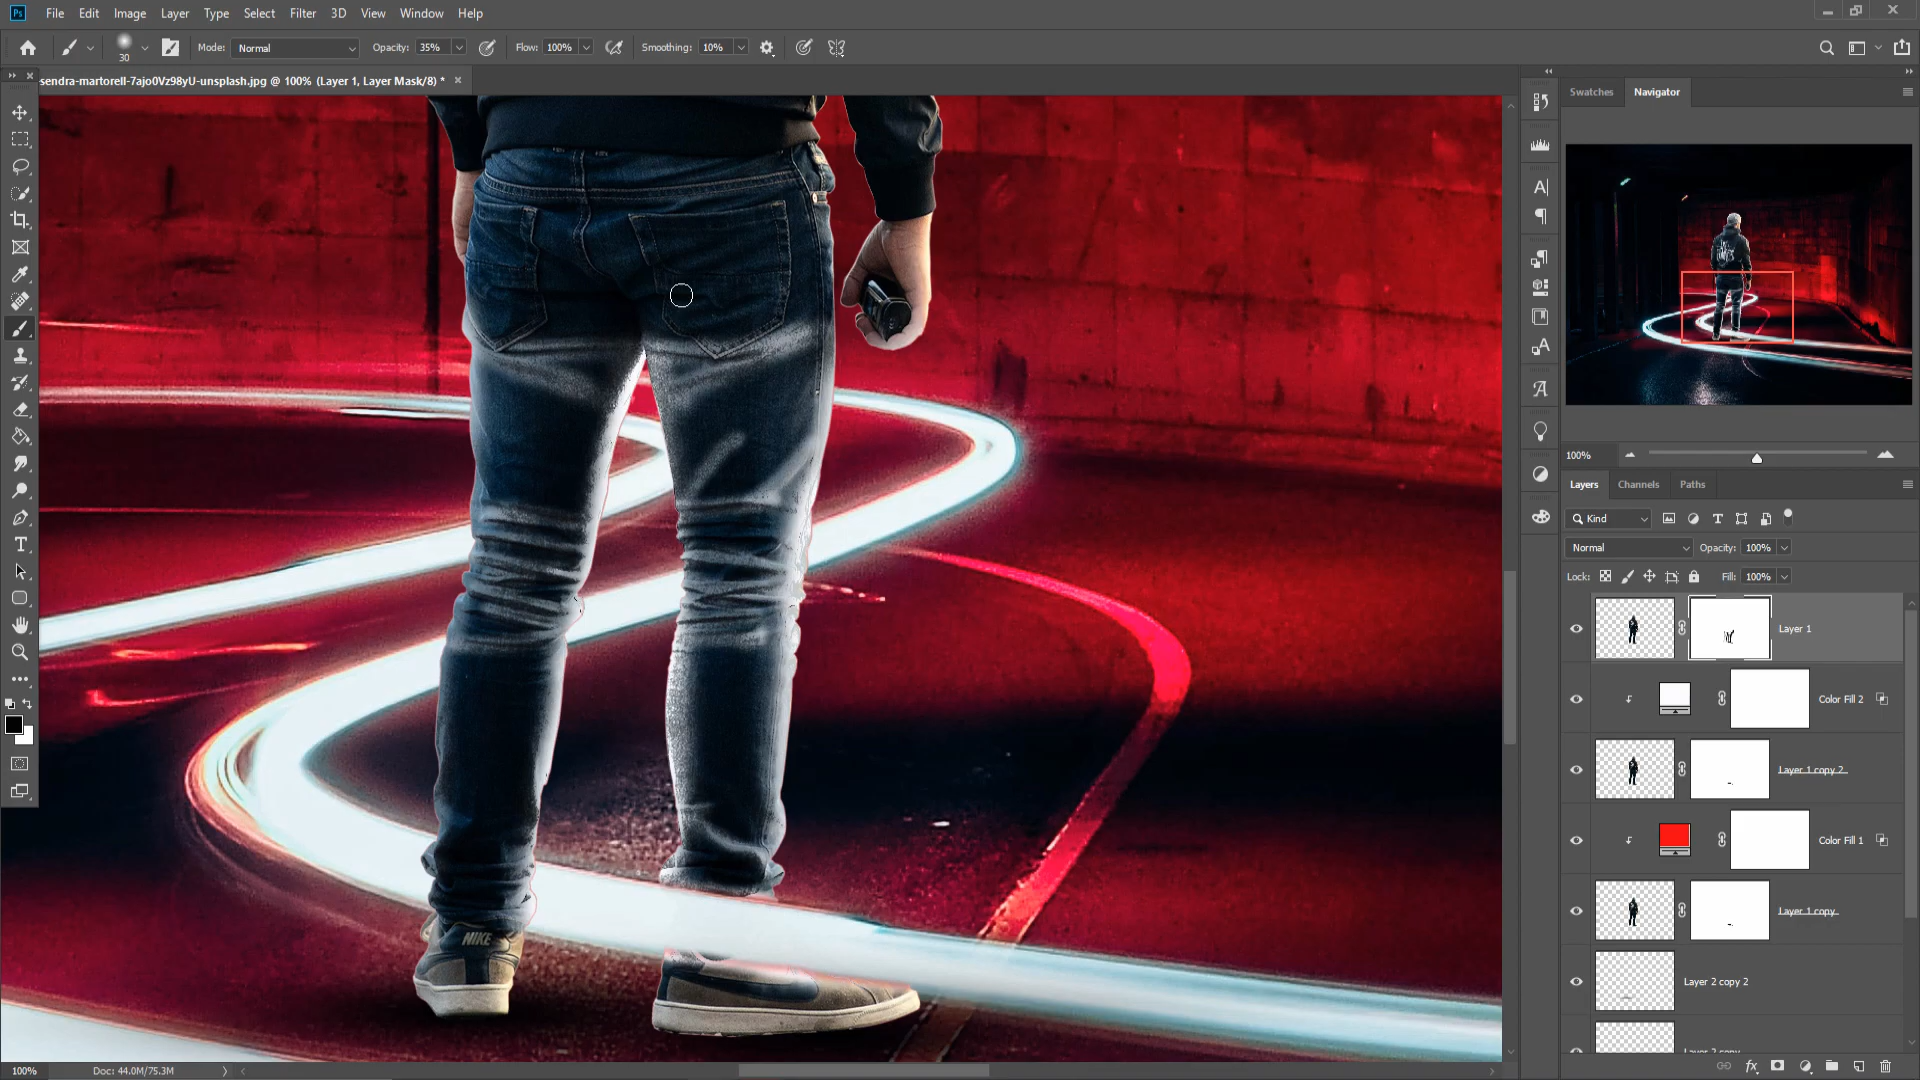 Ps File Edit Image Layer Type Select Filter 3D View Window Help
30 Mode: Normal Opacity: 35% Flow: 100% Smoothing: 10%
sendra-martorell-7ajo0Vz98yU-unsplash.jpg @ 100% (Layer 1, Layer Mask/8) *
Swatches Navigator
100%
Layers Channels Paths
Kind
Normal Opacity: 100%
Lock: Fill: 100%
Layer 1
Color Fill 2
Layer 1 copy 2
Color Fill 1
Layer 1 copy
Layer 2 copy 2
Layer 2 copy
NIKE
100% Doc: 44.0M/75.3M